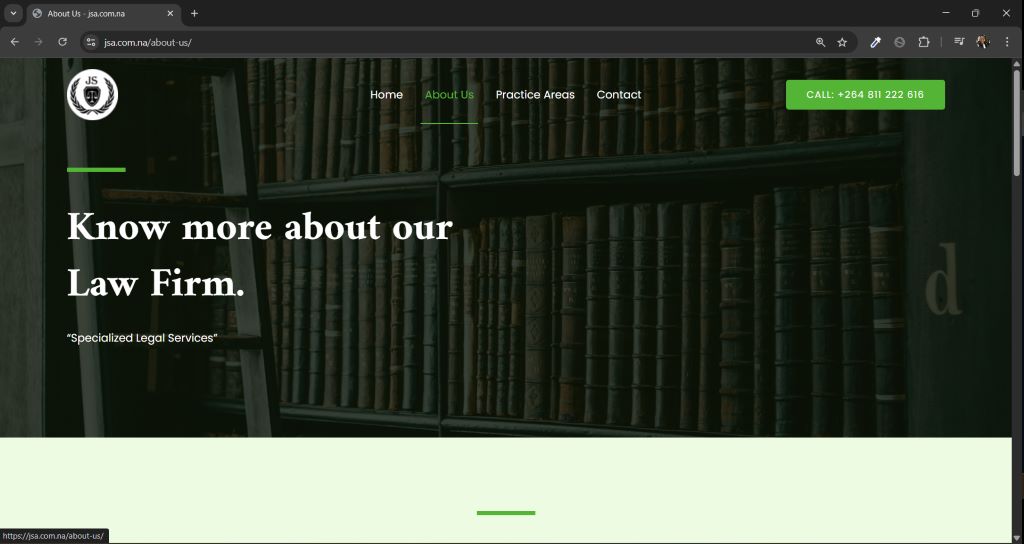 About Us - jsa.com.na
jsa.com.na/about-us/
JS
Home
About Us
Practice Areas
Contact
CALL: +264 811 222 616
Know more about our
Law Firm.
“Specialized Legal Services”
d
https://jsa.com.na/about-us/